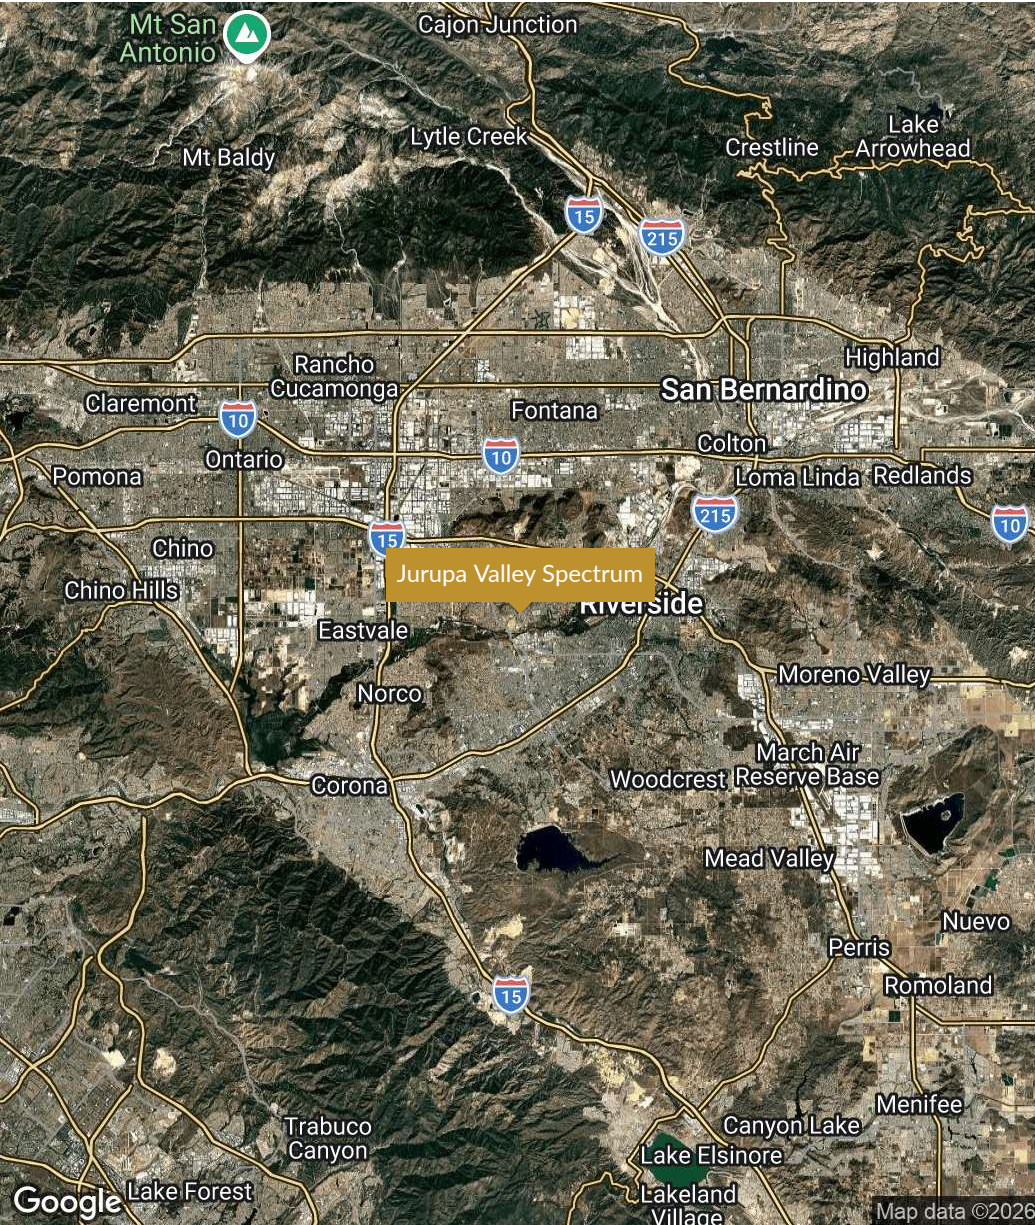 Mt San
Antonio
Cajon Junction
Lytle Creek
Mt Baldy
Crestline
Lake
Arrowhead
15
215
Highland
Rancho
Cucamonga
San Bernardino
Claremont
10
Fontana
Colton
Ontario
10
Pomona
Loma Linda
Redlands
215
10
15
Chino
Jurupa Valley Spectrum
Chino Hills
Riverside
Eastvale
Moreno Valley
Norco
March Air
Reserve Base
Woodcrest
Corona
Mead Valley
Nuevo
Perris
Romoland
15
Menifee
Canyon Lake
Trabuco
Canyon
Lake Elsinore
Lake Forest
Lakeland
Village
Google
Map data ©2026